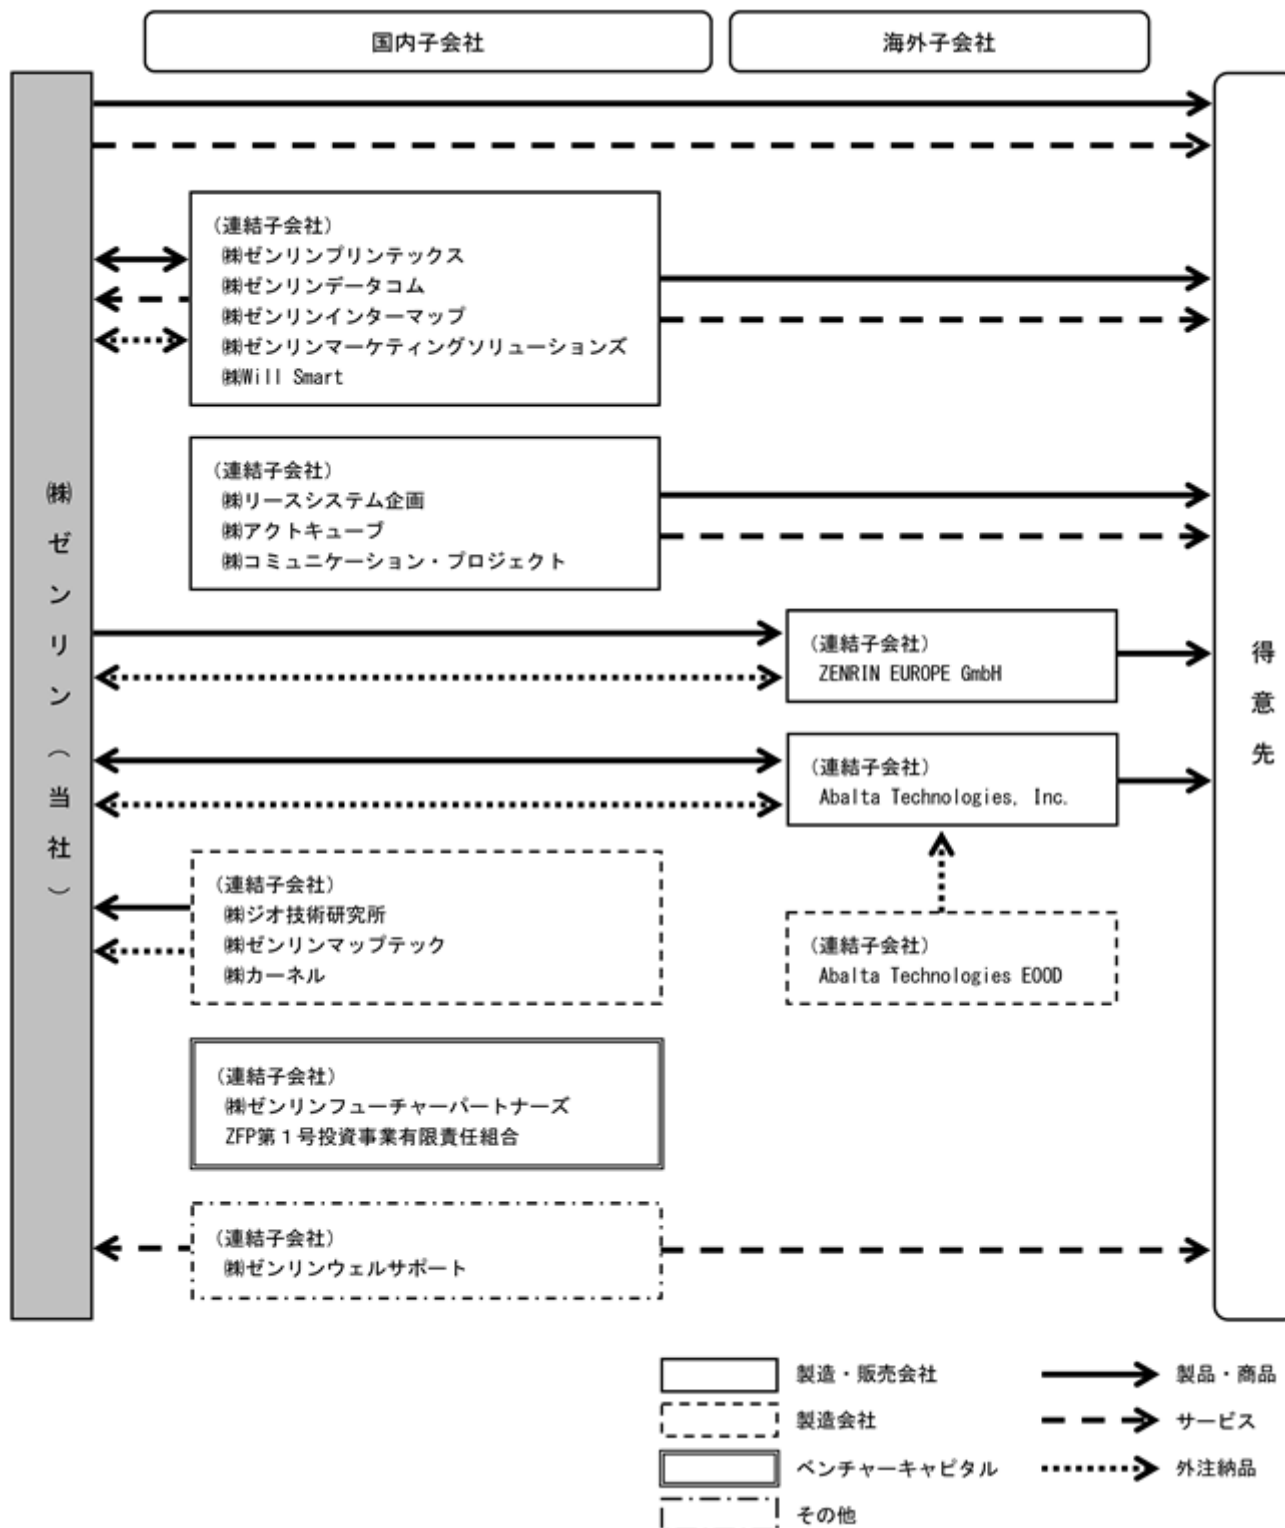 国内子会社
海外子会社
㈱ゼンリン（当社）
（連結子会社）
㈱ゼンリンプリンテックス
㈱ゼンリンデータコム
㈱ゼンリンインターマップ
㈱ゼンリンマーケティングソリューションズ
㈱Will Smart
（連結子会社）
㈱リースシステム企画
㈱アクトキューブ
㈱コミュニケーション・プロジェクト
（連結子会社）
ZENRIN EUROPE GmbH
（連結子会社）
Abalta Technologies, Inc.
（連結子会社）
㈱ジオ技術研究所
㈱ゼンリンマップテック
㈱カーネル
（連結子会社）
Abalta Technologies EOOD
（連結子会社）
㈱ゼンリンフューチャーパートナーズ
ZFP第１号投資事業有限責任組合
（連結子会社）
㈱ゼンリンウェルサポート
得意先
製造・販売会社
製品・商品
製造会社
サービス
ベンチャーキャピタル
外注納品
その他